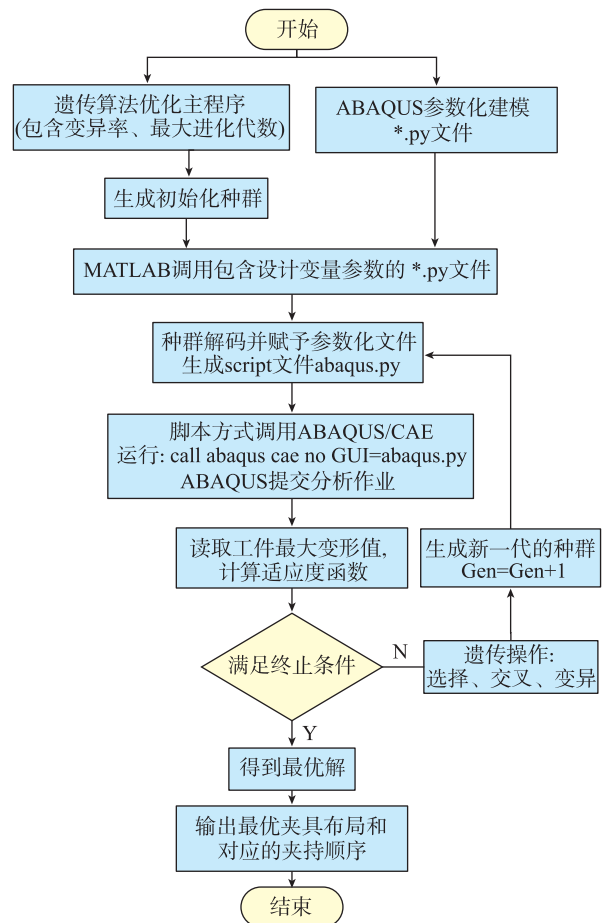 开始
遗传算法优化主程序
(包含变异率、最大进化代数)
ABAQUS参数化建模
*.py文件
生成初始化种群
MATLAB调用包含设计变量参数的 *.py文件
种群解码并赋予参数化文件
生成script文件abaqus.py
脚本方式调用ABAQUS/CAE
运行: call abaqus cae no GUI=abaqus.py
ABAQUS提交分析作业
读取工件最大变形值,
计算适应度函数
生成新一代的种群
Gen=Gen+1
满足终止条件
N
遗传操作:
选择、交叉、变异
Y
得到最优解
输出最优夹具布局和
对应的夹持顺序
结束